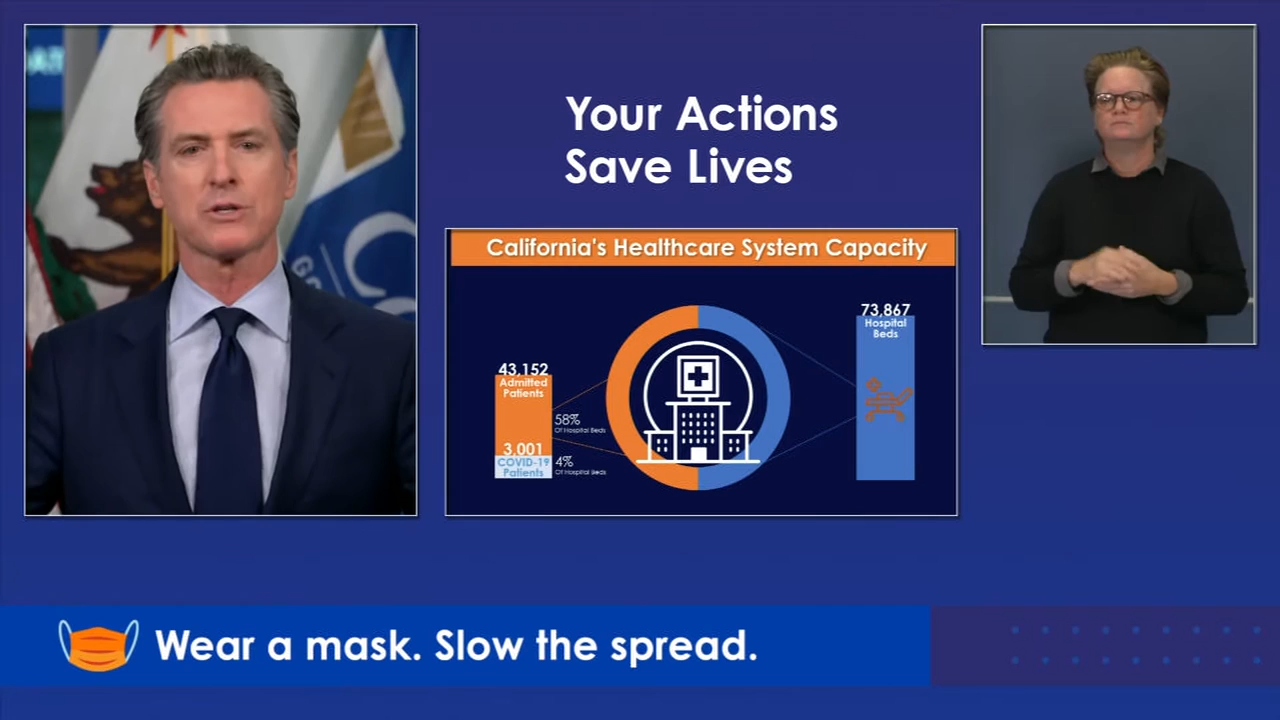 Your Actions
Save Lives
California's Healthcare System Capacity
43,152
Admitted
Patients
58%
Of Hospital Beds
3,001
COVID-19
Patients
4%
Of Hospital Beds
73,867
Hospital
Beds
Wear a mask. Slow the spread.